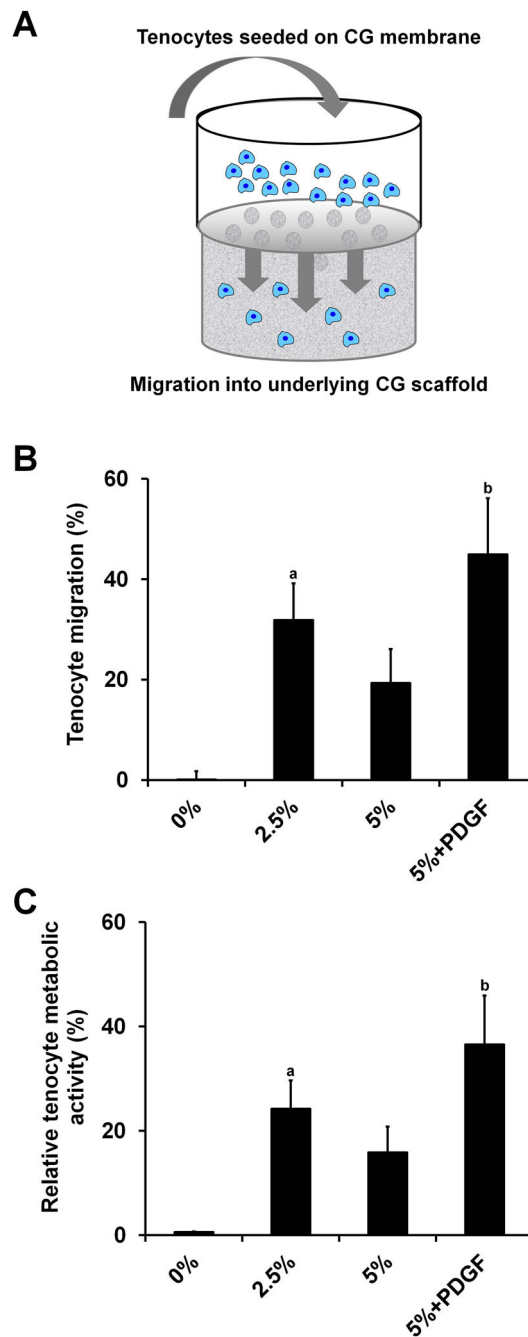 A
Tenocytes seeded on CG membrane
Migration into underlying CG scaffold
B
Tenocyte migration (%)
60
40
20
0
a
b
0%
2.5%
5%
5%+PDGF
C
Relative tenocyte metabolic
activity (%)
60
40
20
0
a
b
0%
2.5%
5%
5%+PDGF